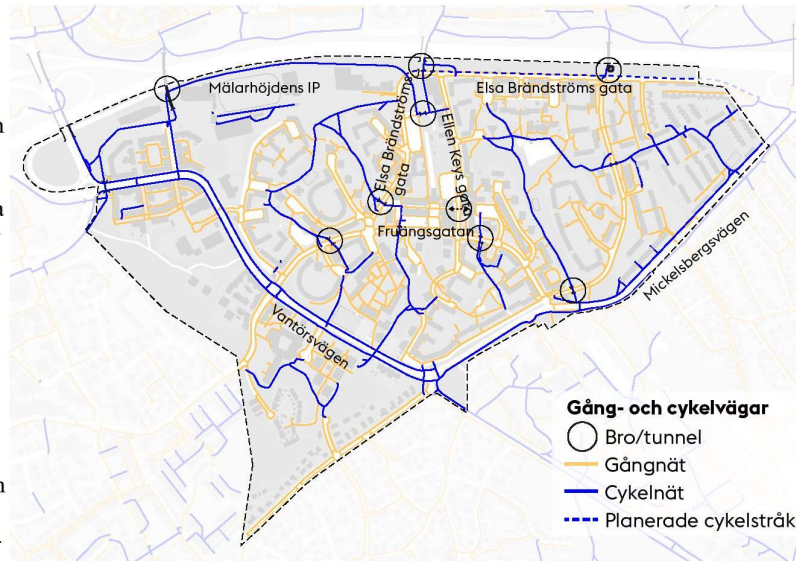 Mälarhöjdens IP
Elsa Brändströms gata
Elsa Brändströms
gata
Ellen Keys gata
Fruängsgatan
Mickelsbergsvägen
Vantörsvägen
Gång- och cykelvägar
Bro/tunnel
Gångnät
Cykelnät
Planerade cykelstråk